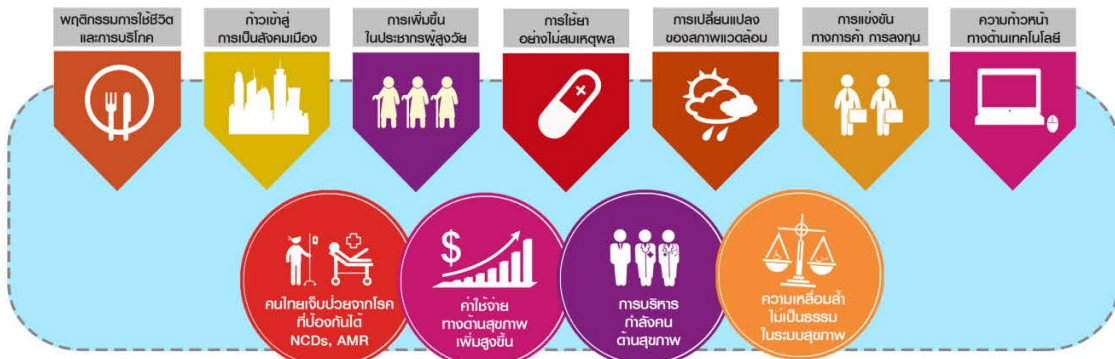 พฤติกรรมการใช้ชีวิต
และการบริโภค
ก้าวเข้าสู่
การเป็นสังคมเมือง
การเพิ่มขึ้น
ในประชากรผู้สูงวัย
การใช้ยา
อย่างไม่สมเหตุผล
การเปลี่ยนแปลง
ของสภาพแวดล้อม
การแข่งขัน
ทางการค้า การลงทุน
ความก้าวหน้า
ทางด้านเทคโนโลยี
คนไทยเจ็บป่วยจากโรค
ที่ป้องกันได้
NCDs, AMR
$
ค่าใช้จ่าย
ทางด้านสุขภาพ
เพิ่มสูงขึ้น
การบริหาร
กำลังคน
ด้านสุขภาพ
ความเหลื่อมล้ำ
ไม่เป็นธรรม
ในระบบสุขภาพ